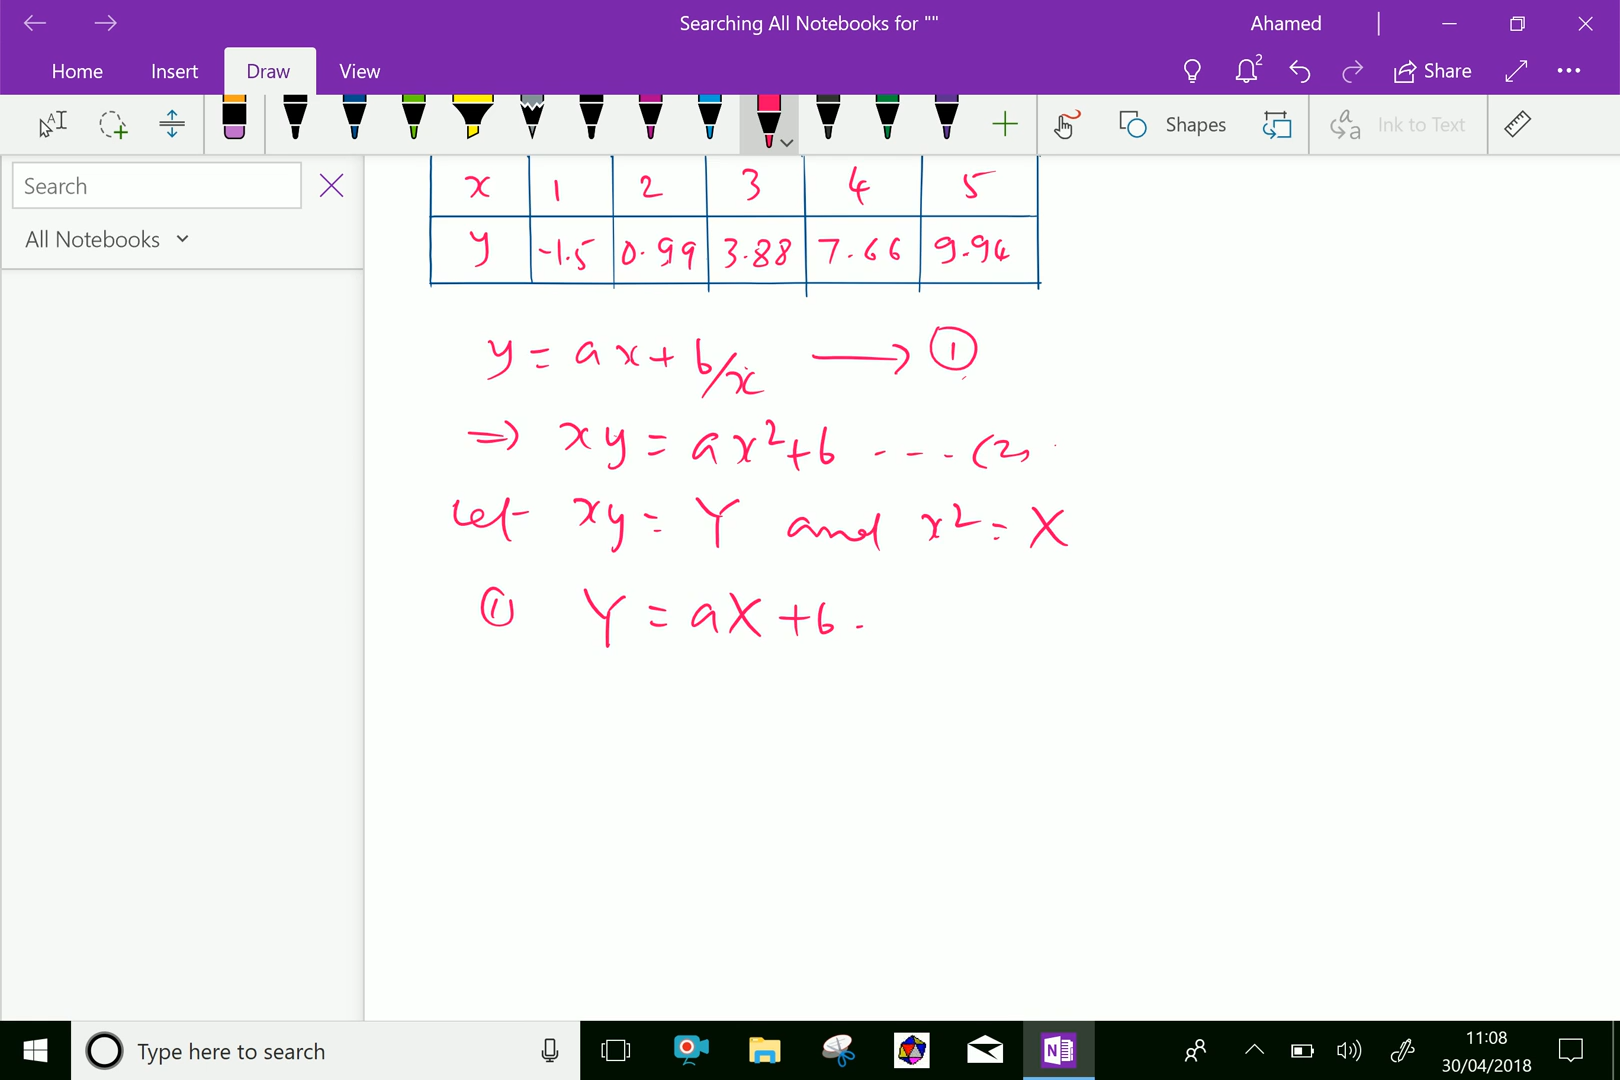 Searching All Notebooks for ""
Ahamed
Home Insert Draw View
2
Share
Shapes
Ink to Text
Search
All Notebooks
x 1 2 3 4 5
y -1.5 0.99 3.88 7.66 9.94
y = ax + b/x ⟶ ①
⇒ xy = ax² + b ---- (2)
Let xy = Y and x² = X
① Y = aX + b.
Type here to search
11:08
30/04/2018